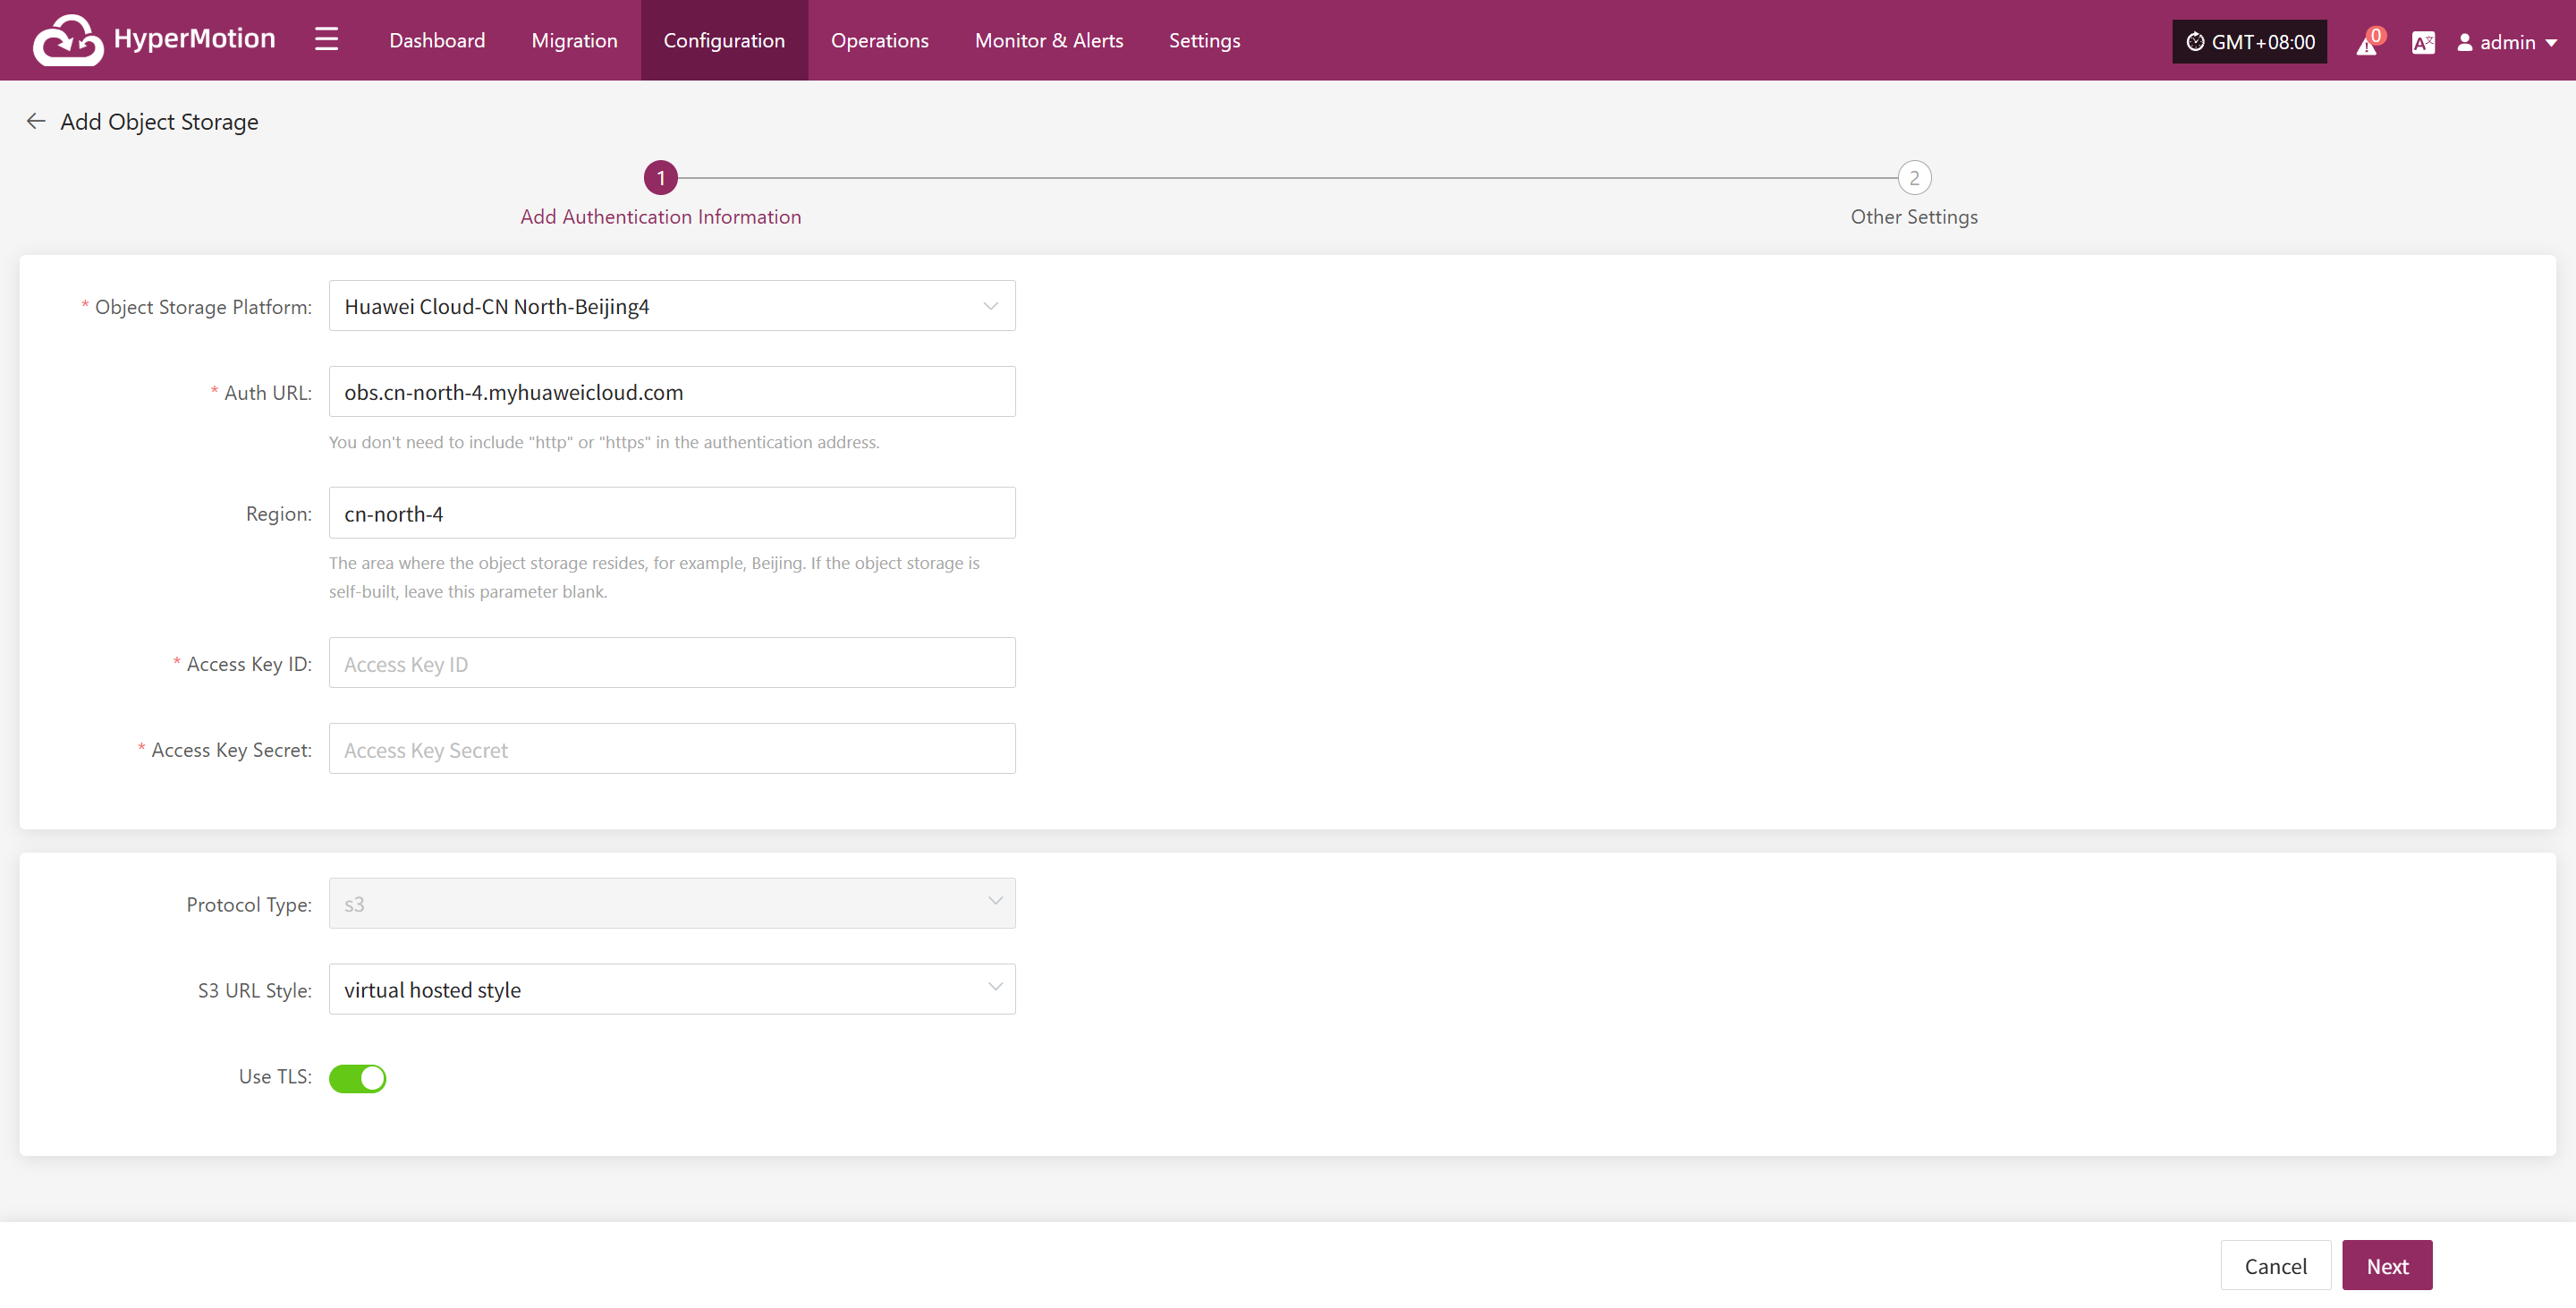 HyperMotion
Dashboard
Migration
Configuration
Operations
Monitor & Alerts
Settings
GMT+08:00
0
admin
Add Object Storage
1
2
Add Authentication Information
Other Settings
* Object Storage Platform:
Huawei Cloud-CN North-Beijing4
* Auth URL:
obs.cn-north-4.myhuaweicloud.com
You don't need to include "http" or "https" in the authentication address.
Region:
cn-north-4
The area where the object storage resides, for example, Beijing. If the object storage is
self-built, leave this parameter blank.
* Access Key ID:
Access Key ID
* Access Key Secret:
Access Key Secret
Protocol Type:
s3
S3 URL Style:
virtual hosted style
Use TLS:
Cancel
Next